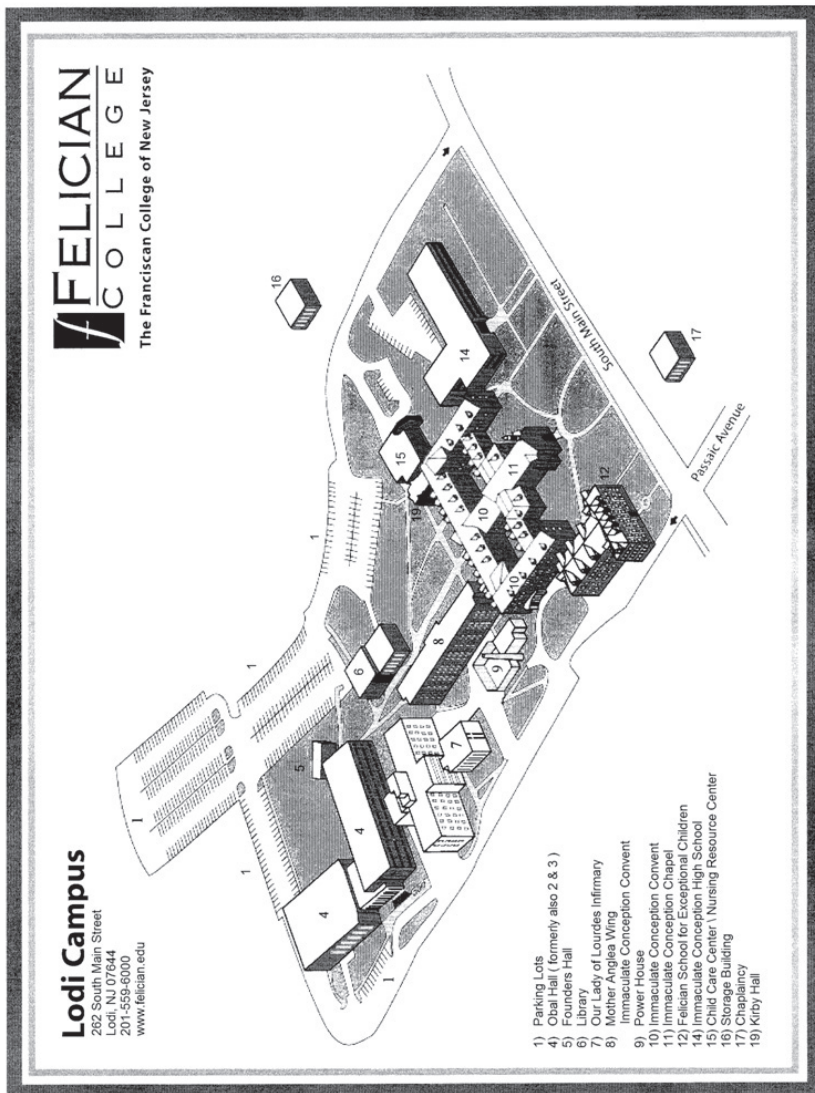 Lodi Campus
262 South Main Street
Lodi, NJ 07644
201-559-6000
www.felician.edu
f FELICIAN
COLLEGE
The Franciscan College of New Jersey
1
1
1
1
1
4
4
5
6
7
8
9
10
10
11
12
14
15
19
16
17
South Main Street
Passaic Avenue
1) Parking Lots
4) Obal Hall ( formerly also 2 & 3 )
5) Founders Hall
6) Library
7) Our Lady of Lourdes Infirmary
8) Mother Anglea Wing
Immaculate Conception Convent
9) Power House
10) Immaculate Conception Convent
11) Immaculate Conception Chapel
12) Felician School for Exceptional Children
14) Immaculate Conception High School
15) Child Care Center \ Nursing Resource Center
16) Storage Building
17) Chaplaincy
19) Kirby Hall